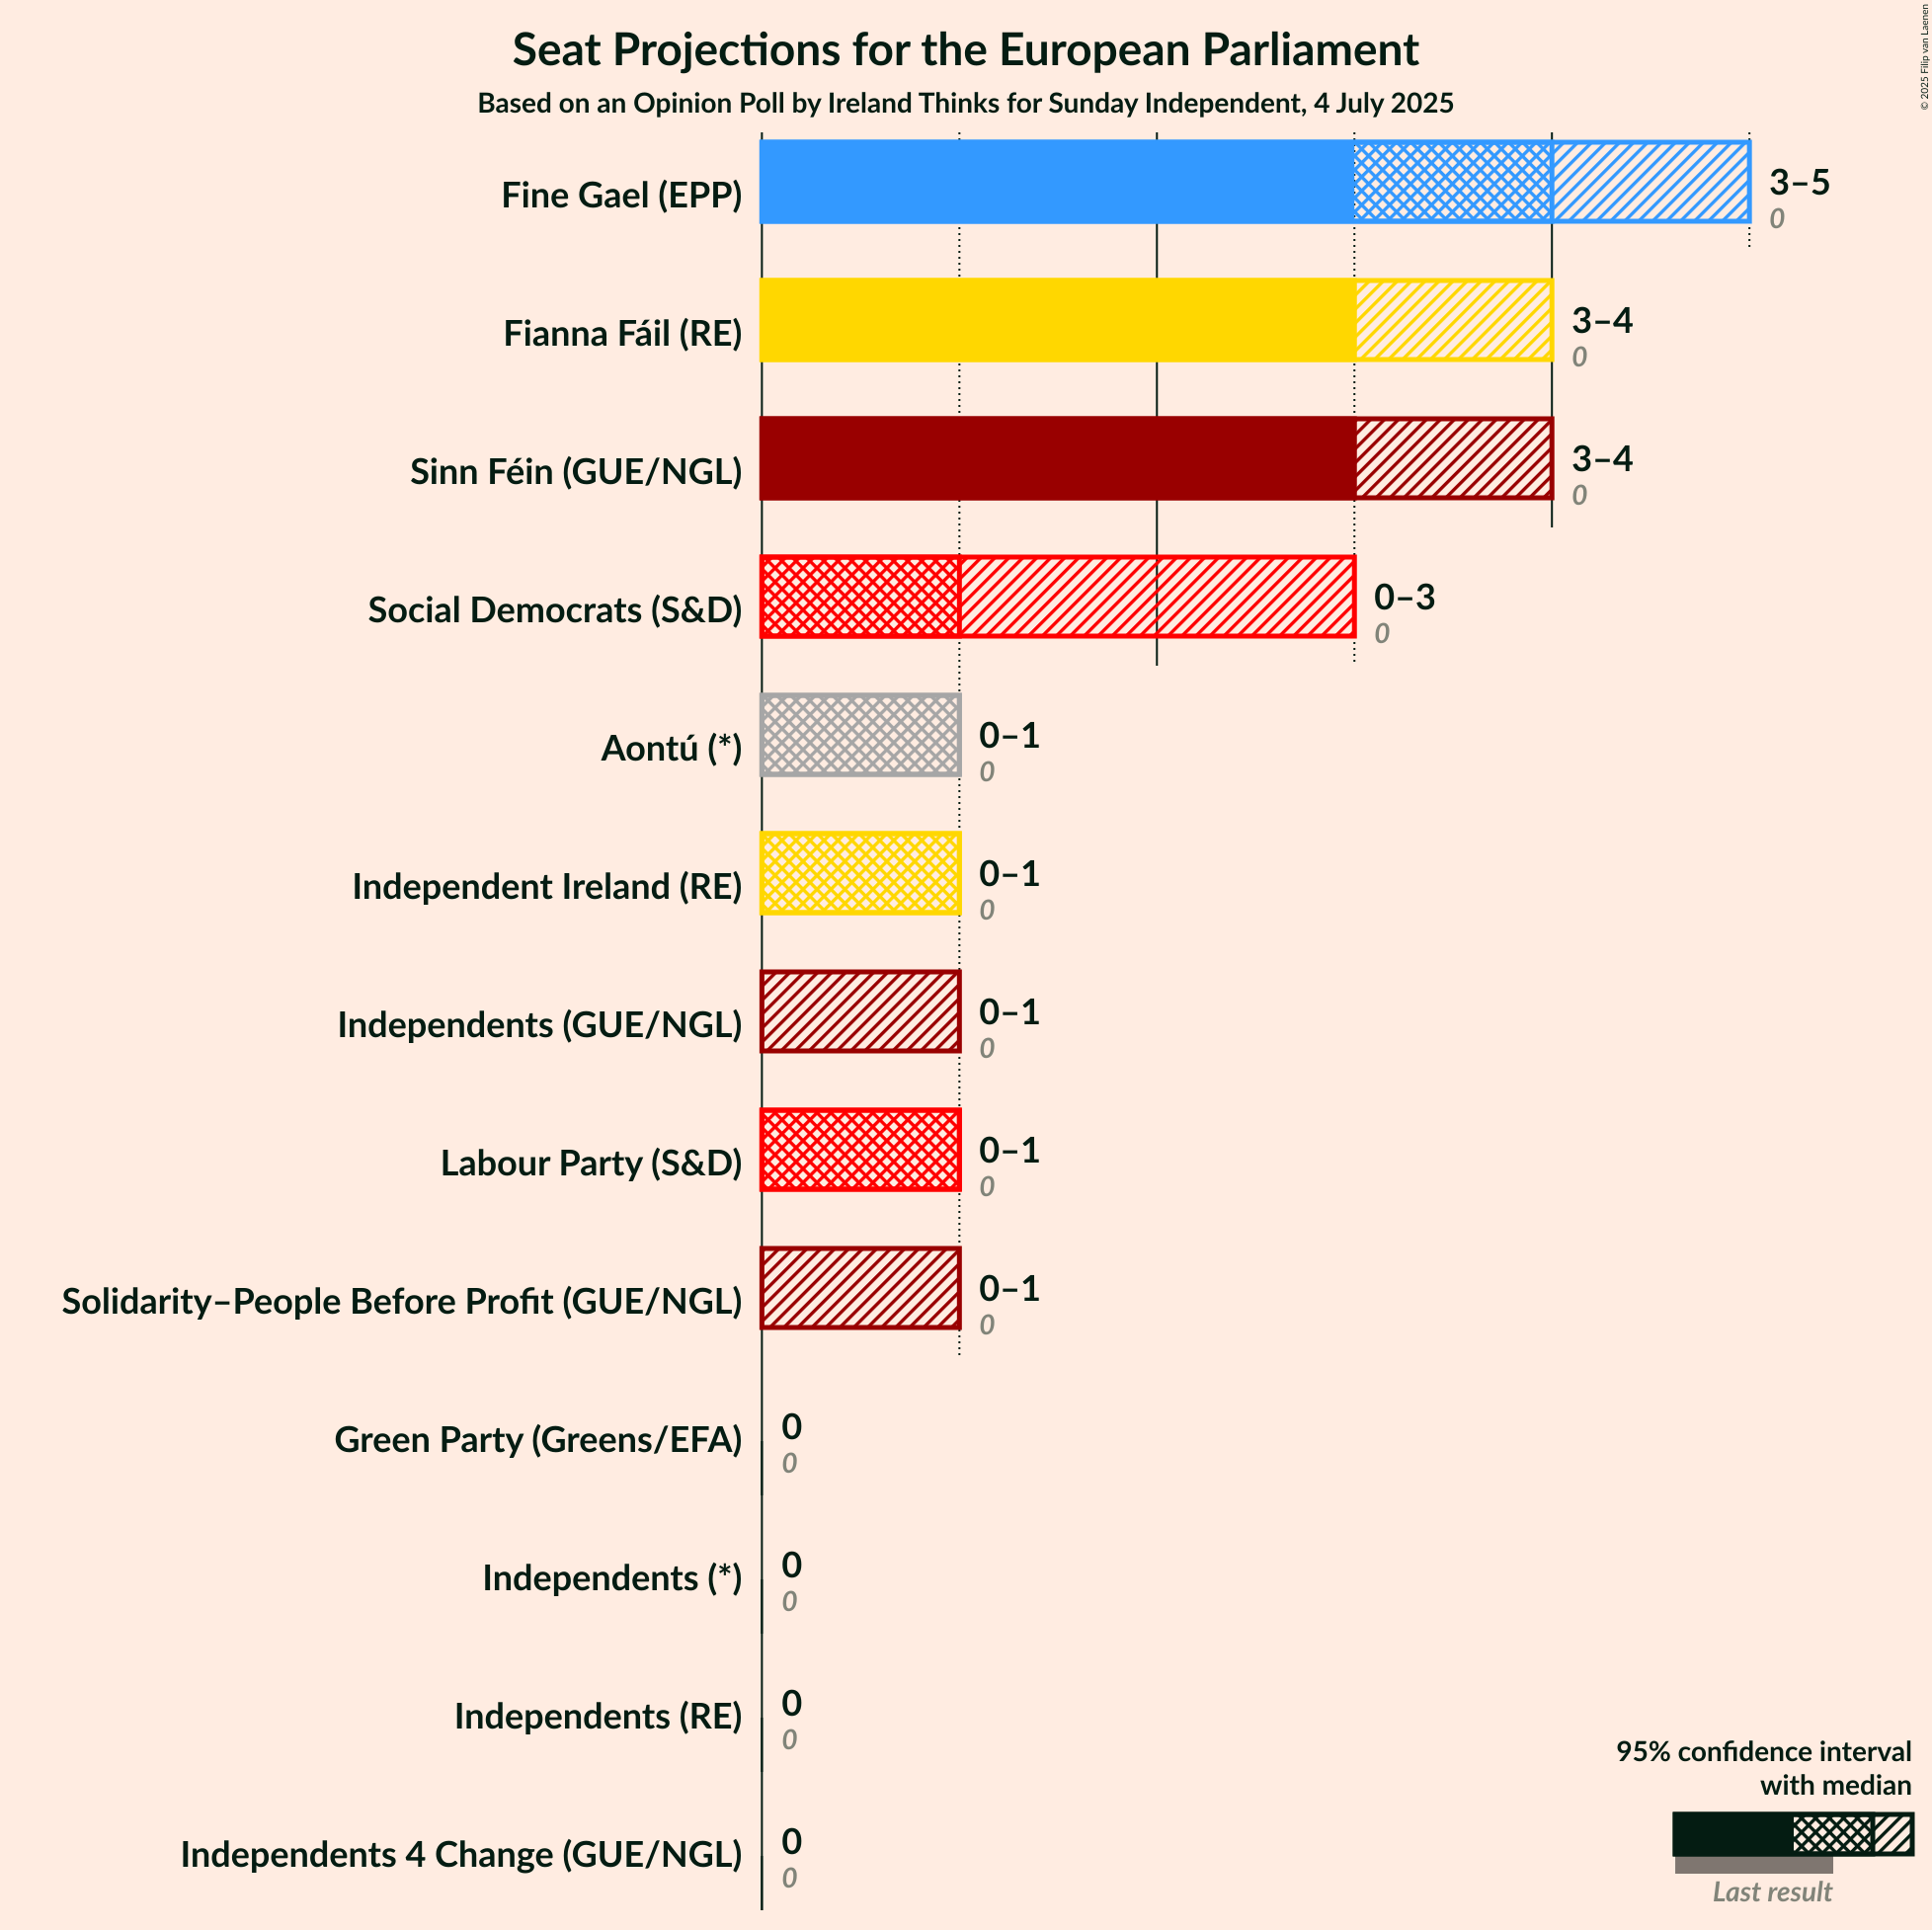 Seat Projections for the European Parliament
Based on an Opinion Poll by Ireland Thinks for Sunday Independent, 4 July 2025
© 2025 Filip van Laenen
Fine Gael (EPP)
3–5
0
Fianna Fáil (RE)
3–4
0
Sinn Féin (GUE/NGL)
3–4
0
Social Democrats (S&D)
0–3
0
Aontú (*)
0–1
0
Independent Ireland (RE)
0–1
0
Independents (GUE/NGL)
0–1
0
Labour Party (S&D)
0–1
0
Solidarity–People Before Profit (GUE/NGL)
0–1
0
Green Party (Greens/EFA)
0
0
Independents (*)
0
0
Independents (RE)
0
0
Independents 4 Change (GUE/NGL)
0
0
95% confidence interval
with median
Last result